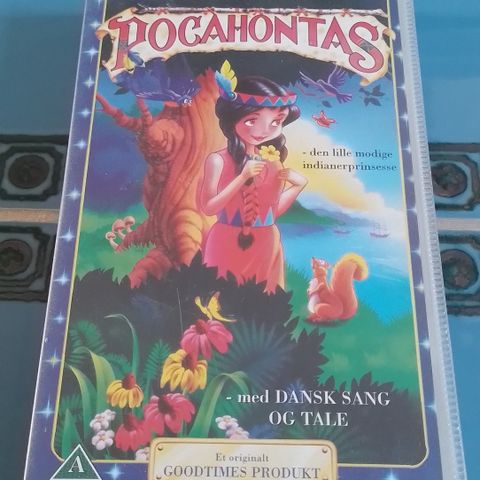 POCAHONTAS
- den lille modige
indianerprinsesse
- med DANSK SANG
OG TALE
A
Et originalt
GOODTIMES PRODUKT